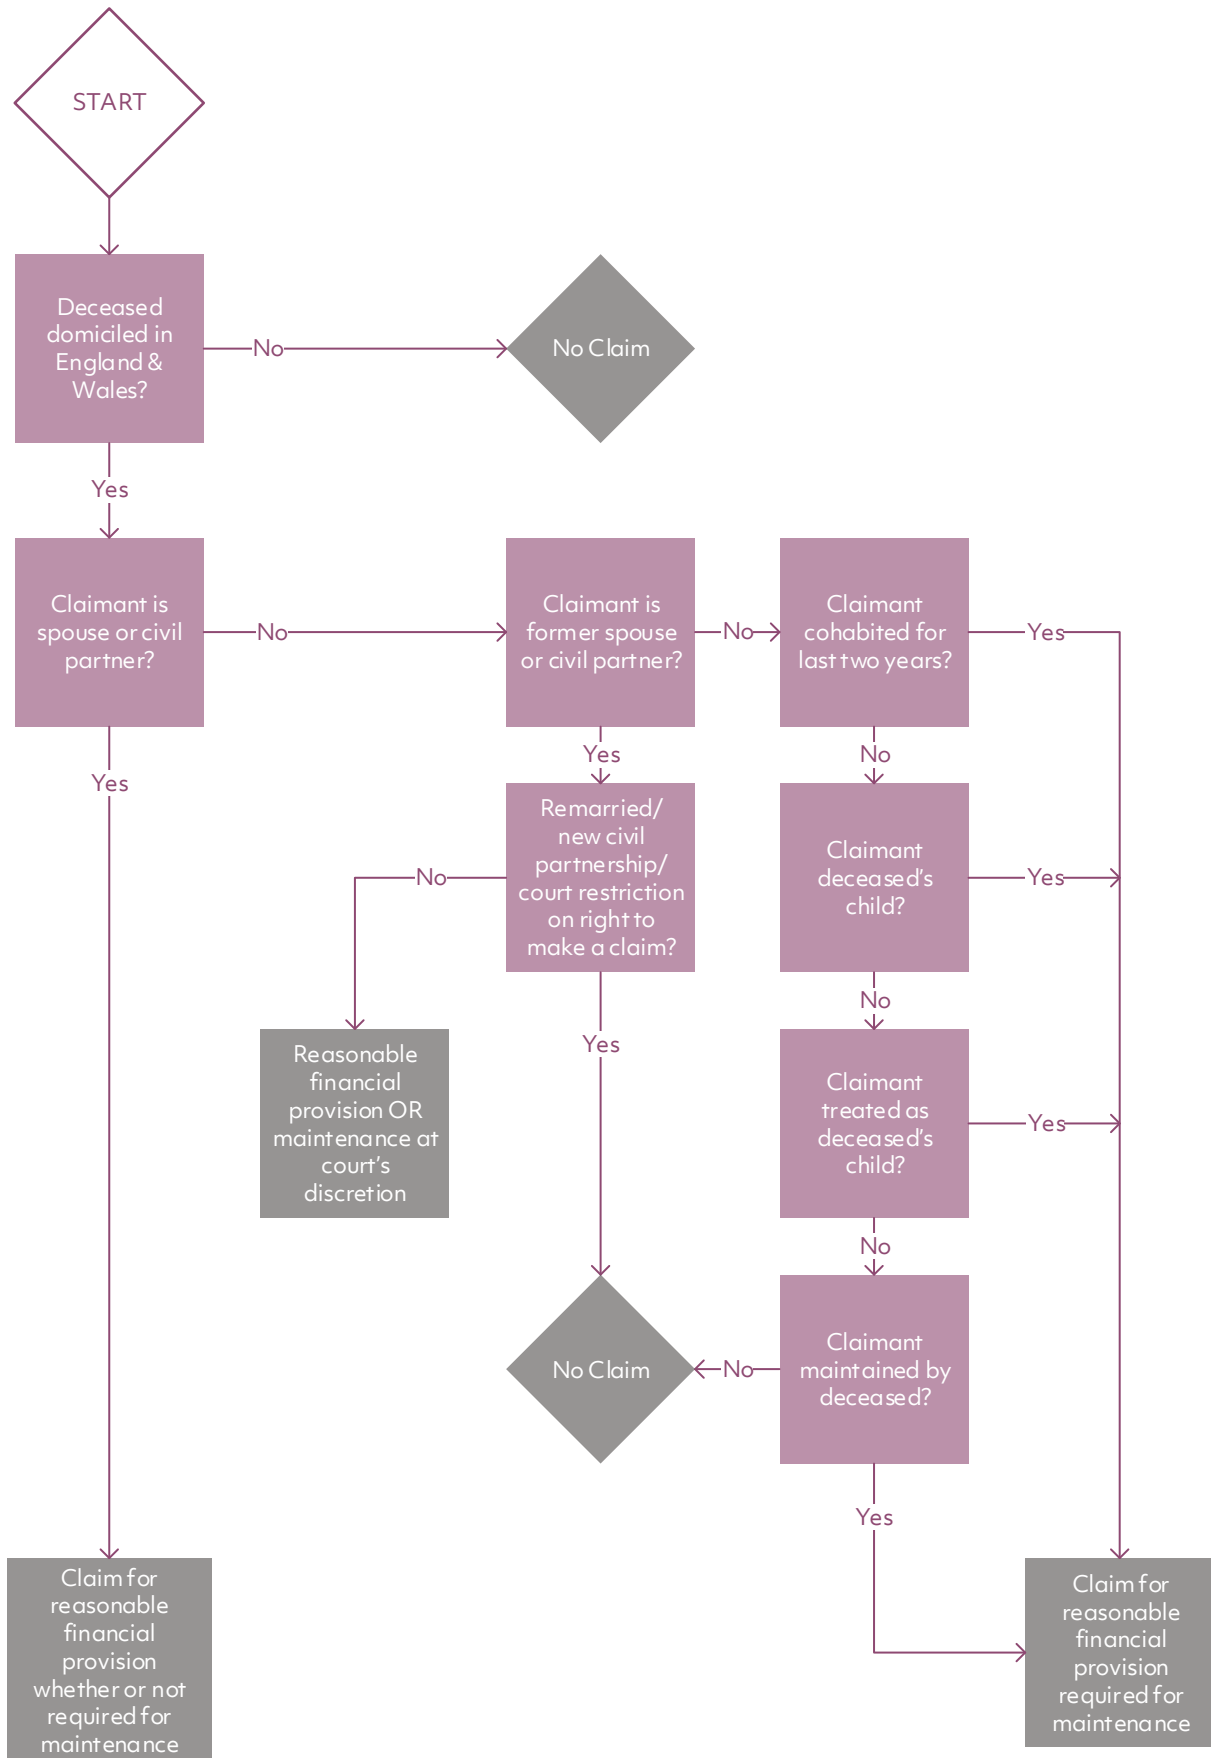 START
Deceased
domiciled in
England &
Wales?
No
No Claim
Yes
Claimant is
spouse or civil
partner?
No
Claimant is
former spouse
or civil partner?
No
Claimant
cohabited for
last two years?
Yes
Yes
Yes
No
Remarried/
new civil
partnership/
court restriction
on right to
make a claim?
No
Claimant
deceased's
child?
Yes
No
Reasonable
financial
provision OR
maintenance at
court's
discretion
Yes
Claimant
treated as
deceased's
child?
Yes
No
No Claim
No
Claimant
maintained by
deceased?
Yes
Claim for
reasonable
financial
provision
whether or not
required for
maintenance
Claim for
reasonable
financial
provision
required for
maintenance